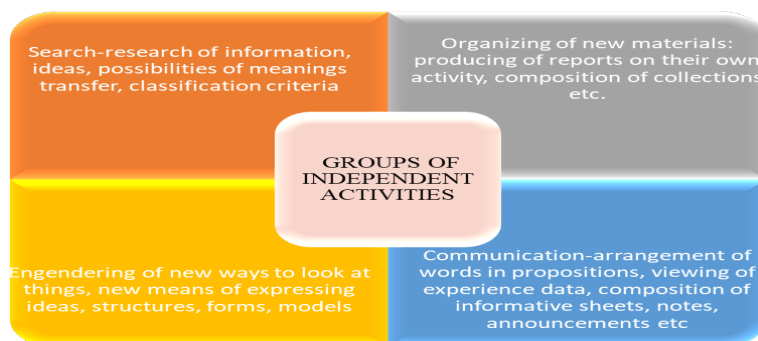 Search-research of information,
ideas, possibilities of meanings
transfer, classification criteria
Organizing of new materials:
producing of reports on their own
activity, composition of collections
etc.
GROUPS OF
INDEPENDENT
ACTIVITIES
Engendering of new ways to look at
things, new means of expressing
ideas, structures, forms, models
Communication-arrangement of
words in propositions, viewing of
experience data, composition of
informative sheets, notes,
announcements etc